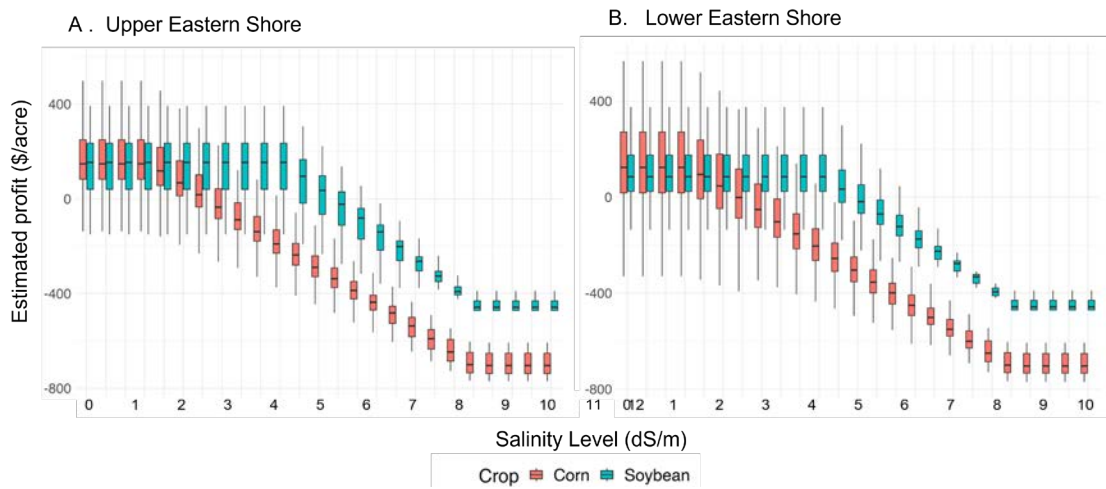 A . Upper Eastern Shore
B. Lower Eastern Shore
Estimated profit ($/acre)
400
0
-400
-800
400
0
-400
-800
0 1 2 3 4 5 6 7 8 9 10 11 012 1 2 3 4 5 6 7 8 9 10
Salinity Level (dS/m)
Crop Corn Soybean